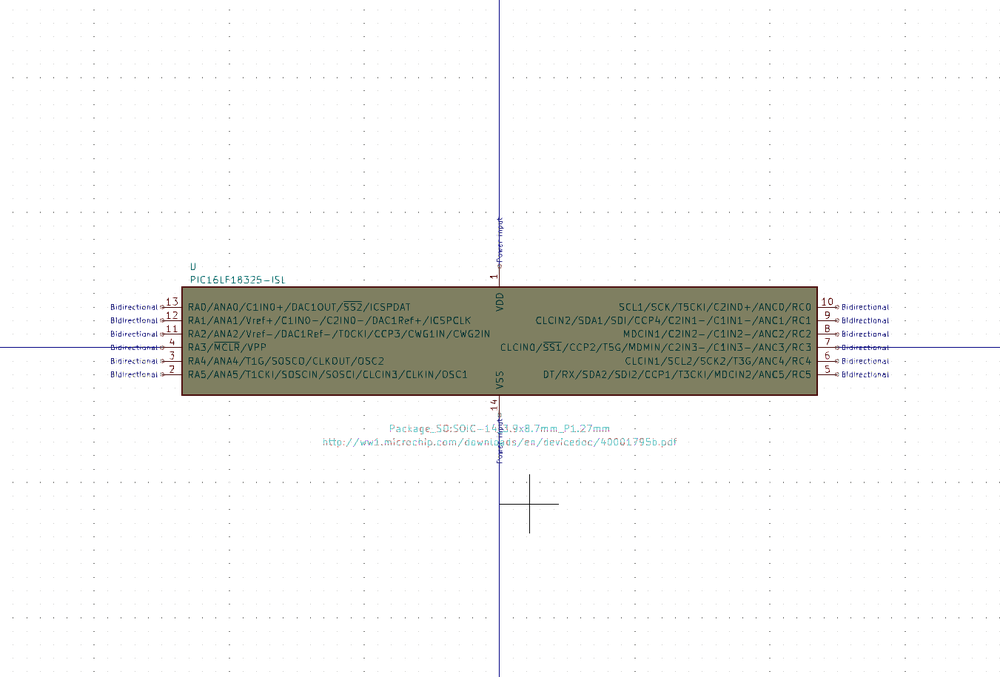 Power input
1
U
PIC16LF18325-ISL
VDD
Bidirectional 13 RA0/ANA0/C1IN0+/DAC1OUT/SS2/ICSPDAT
SCL1/SCK/T5CKI/C2IN0+/ANC0/RC0 10 Bidirectional
Bidirectional 12 RA1/ANA1/Vref+/C1IN0-/C2IN0-/DAC1Ref+/ICSPCLK
CLCIN2/SDA1/SDI/CCP4/C2IN1-/C1IN1-/ANC1/RC1 9 Bidirectional
Bidirectional 11 RA2/ANA2/Vref-/DAC1Ref-/TOCKI/CCP3/CWG1IN/CWG2IN
MDCIN1/C2IN2-/C1IN2-/ANC2/RC2 8 Bidirectional
Bidirectional 4 RA3/MCLR/VPP
CLCIN0/SS1/CCP2/T5G/MDMIN/C2IN3-/C1IN3-/ANC3/RC3 7 Bidirectional
Bidirectional 3 RA4/ANA4/T1G/SOSCO/CLKOUT/OSC2
CLCIN1/SCL2/SCK2/T3G/ANC4/RC4 6 Bidirectional
Bidirectional 2 RA5/ANA5/T1CKI/SOSCIN/SOSCI/CLCIN3/CLKIN/OSC1
DT/RX/SDA2/SDI2/CCP1/T3CKI/MDCIN2/ANC5/RC5 5 Bidirectional
VSS
14
Power input
Package_SO:SOIC-14_3.9x8.7mm_P1.27mm
http://ww1.microchip.com/downloads/en/devicedoc/40001795b.pdf